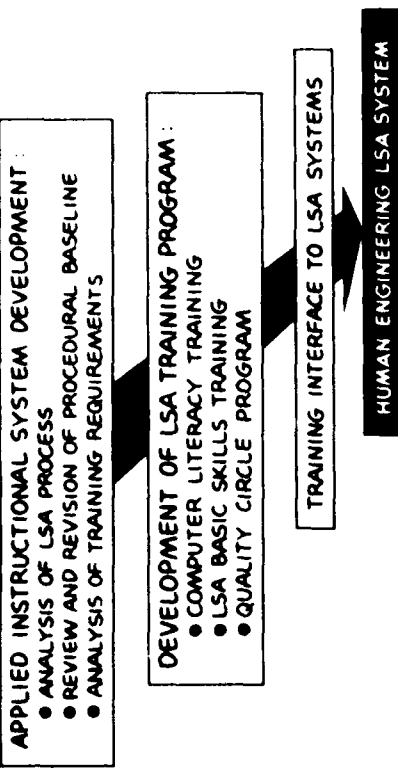 APPLIED INSTRUCTIONAL SYSTEM DEVELOPMENT :
● ANALYSIS OF LSA PROCESS
● REVIEW AND REVISION OF PROCEDURAL BASELINE
● ANALYSIS OF TRAINING REQUIREMENTS
DEVELOPMENT OF LSA TRAINING PROGRAM :
● COMPUTER LITERACY TRAINING
● LSA BASIC SKILLS TRAINING
● QUALITY CIRCLE PROGRAM
TRAINING INTERFACE TO LSA SYSTEMS
HUMAN ENGINEERING LSA SYSTEM